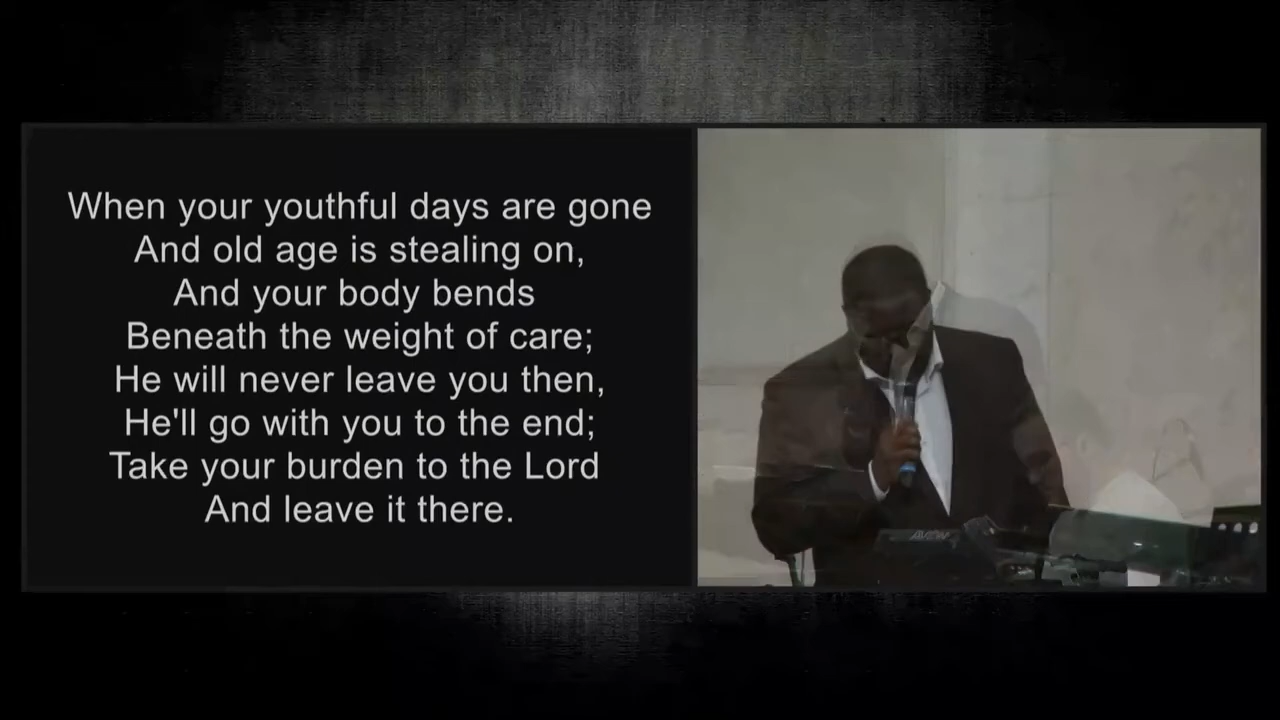 When your youthful days are gone
And old age is stealing on,
And your body bends
Beneath the weight of care;
He will never leave you then,
He'll go with you to the end;
Take your burden to the Lord
And leave it there.